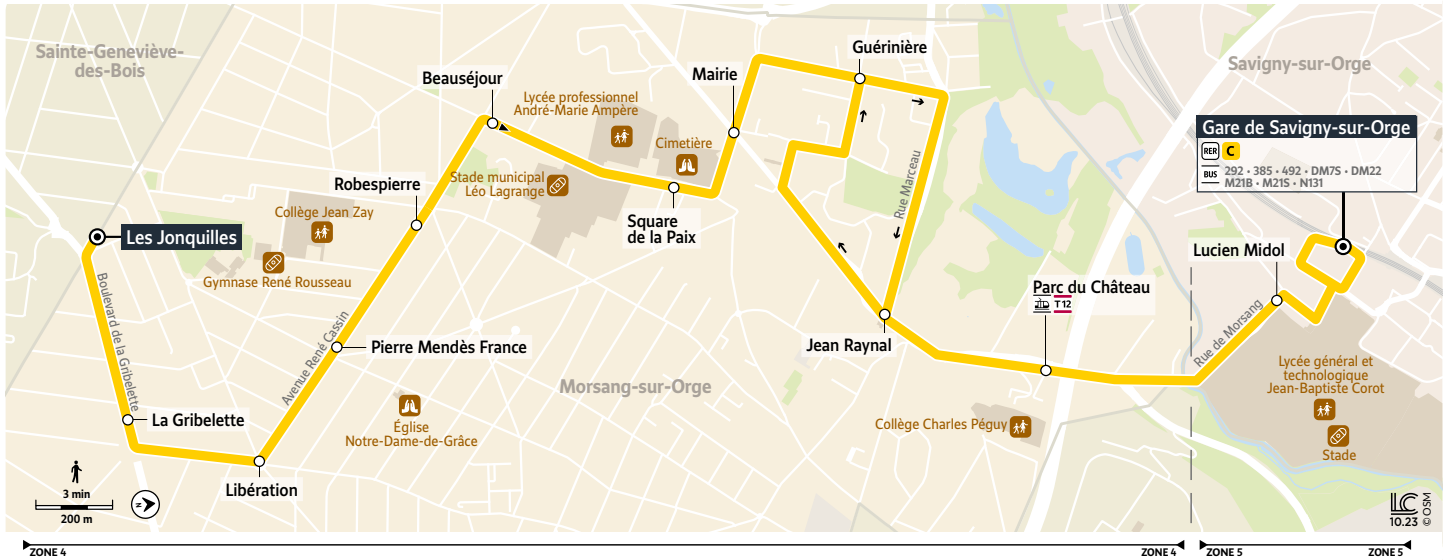 Sainte-Geneviève-
des-Bois
Beauséjour
Lycée professionnel
André-Marie Ampère
Mairie
Guérinière
Savigny-sur-Orge
Gare de Savigny-sur-Orge
RER C
BUS 292 • 385 • 492 • DM7S • DM22
M21B • M21S • N131
Cimetière
Stade municipal
Léo Lagrange
Robespierre
Collège Jean Zay
Square
de la Paix
Rue Marceau
Les Jonquilles
Gymnase René Rousseau
Lucien Midol
Parc du Château
T12
Boulevard de la Gribelette
Avenue René Cassin
Pierre Mendès France
Jean Raynal
Rue de Morsang
Morsang-sur-Orge
Lycée général et
technologique
Jean-Baptiste Corot
La Gribelette
Église
Notre-Dame-de-Grâce
Collège Charles Péguy
Stade
Libération
3 min
200 m
N
LC
10.23
© OSM
ZONE 4
ZONE 4
ZONE 5
ZONE 5